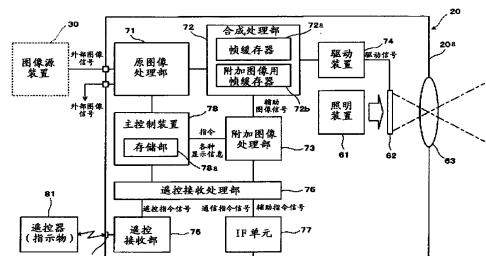 30
图像源
装置
外部图像
信号
外部图像
信号
71
原图像
处理部
72
合成处理部
72a
帧缓存器
附加图像用
帧缓存器
72b
74
驱动信号
驱动
装置
20
20a
照明
装置
61
62
63
78
主控制装置
存储部
78a
指令
各种
显示信息
辅助
图像信号
附加图像
处理部
73
遥控接收处理部
75
遥控指令信号
通信指令信号
辅助指令信号
81
遥控器
(指示物)
遥控
接收部
76
IF单元
77